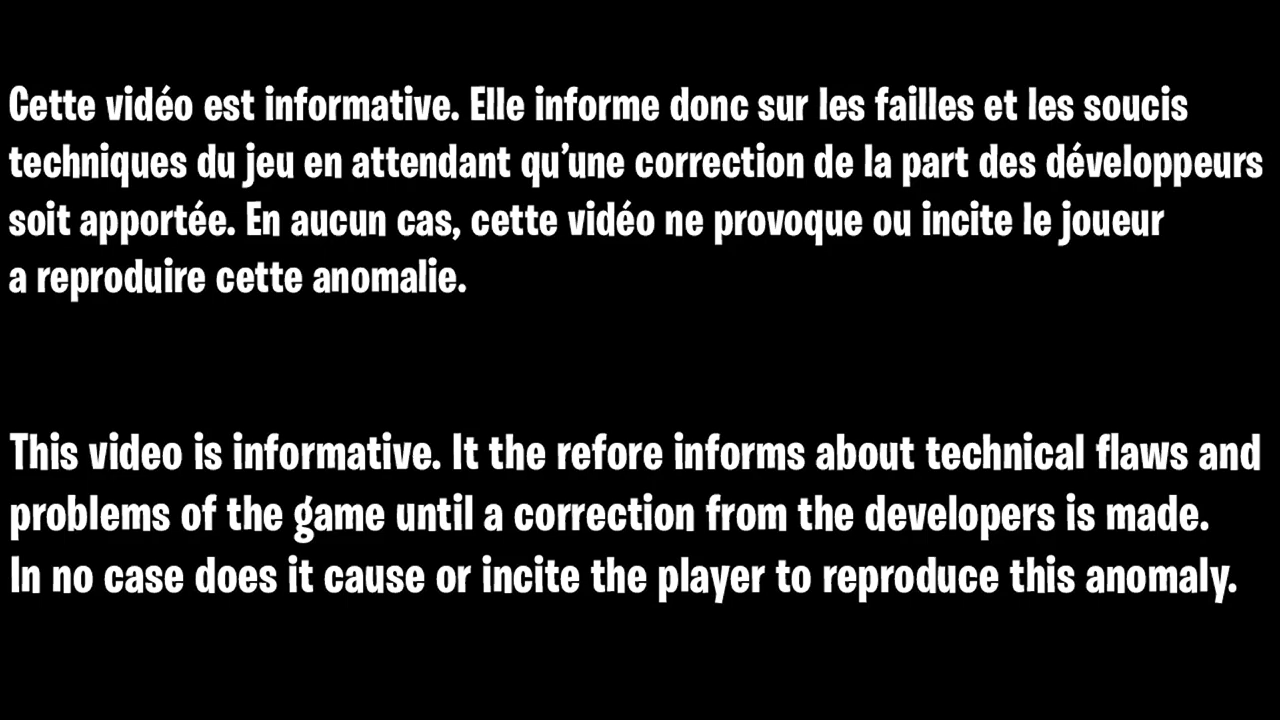 Cette vidéo est informative. Elle informe donc sur les failles et les soucis
techniques du jeu en attendant qu'une correction de la part des développeurs
soit apportée. En aucun cas, cette vidéo ne provoque ou incite le joueur
a reproduire cette anomalie.
This video is informative. It the refore informs about technical flaws and
problems of the game until a correction from the developers is made.
In no case does it cause or incite the player to reproduce this anomaly.